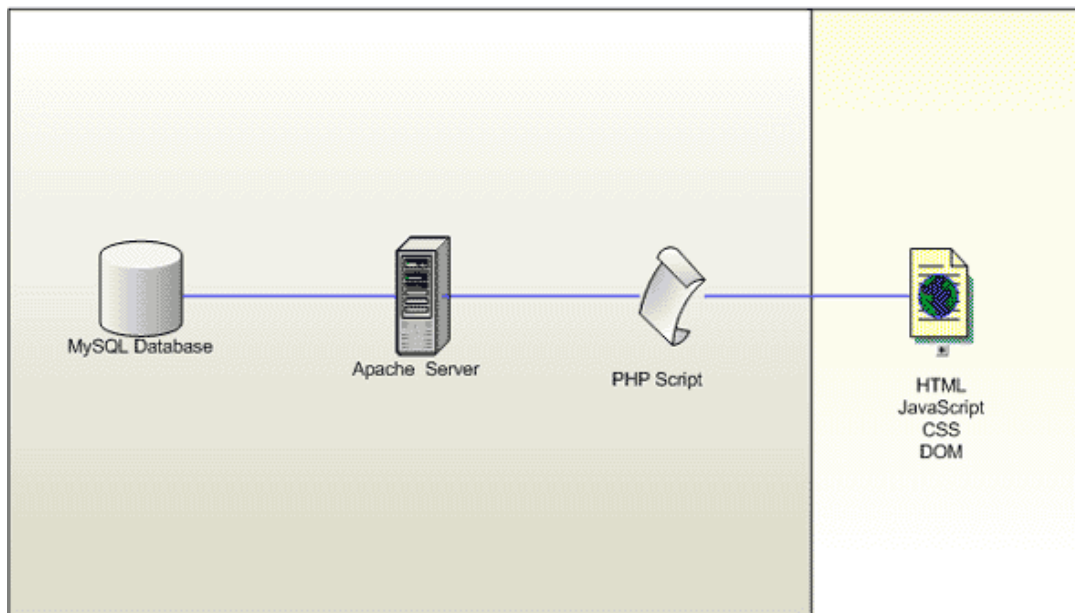 MySQL Database
Apache Server
PHP Script
HTML
JavaScript
CSS
DOM